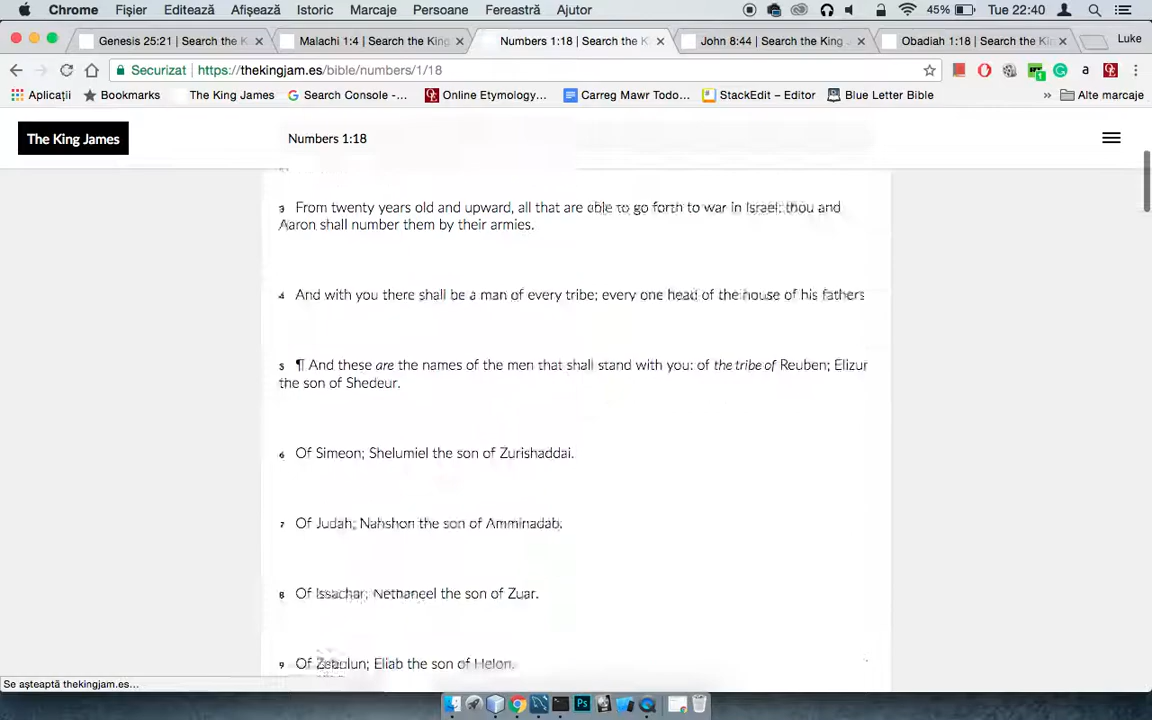 Chrome Fișier Editează Afișează Istoric Marcaje Persoane Fereastră Ajutor 45% Tue 22:40
Genesis 25:21 | Search the K Malachi 1:4 | Search the King Numbers 1:18 | Search the K John 8:44 | Search the King Obadiah 1:18 | Search the Kin Luke
Securizat https://thekingjam.es/bible/numbers/1/18
Aplicații Bookmarks The King James Search Console -... Online Etymology... Carreg Mawr Todo... StackEdit – Editor Blue Letter Bible » Alte marcaje
The King James Numbers 1:18
3 From twenty years old and upward, all that are able to go forth to war in Israel: thou and
Aaron shall number them by their armies.
4 And with you there shall be a man of every tribe; every one head of the house of his fathers
5 ¶ And these are the names of the men that shall stand with you: of the tribe of Reuben; Elizur
the son of Shedeur.
6 Of Simeon; Shelumiel the son of Zurishaddai.
7 Of Judah; Nahshon the son of Amminadab.
8 Of Issachar; Nethaneel the son of Zuar.
9 Of Zebulun; Eliab the son of Helon.
Se așteaptă thekingjam.es...